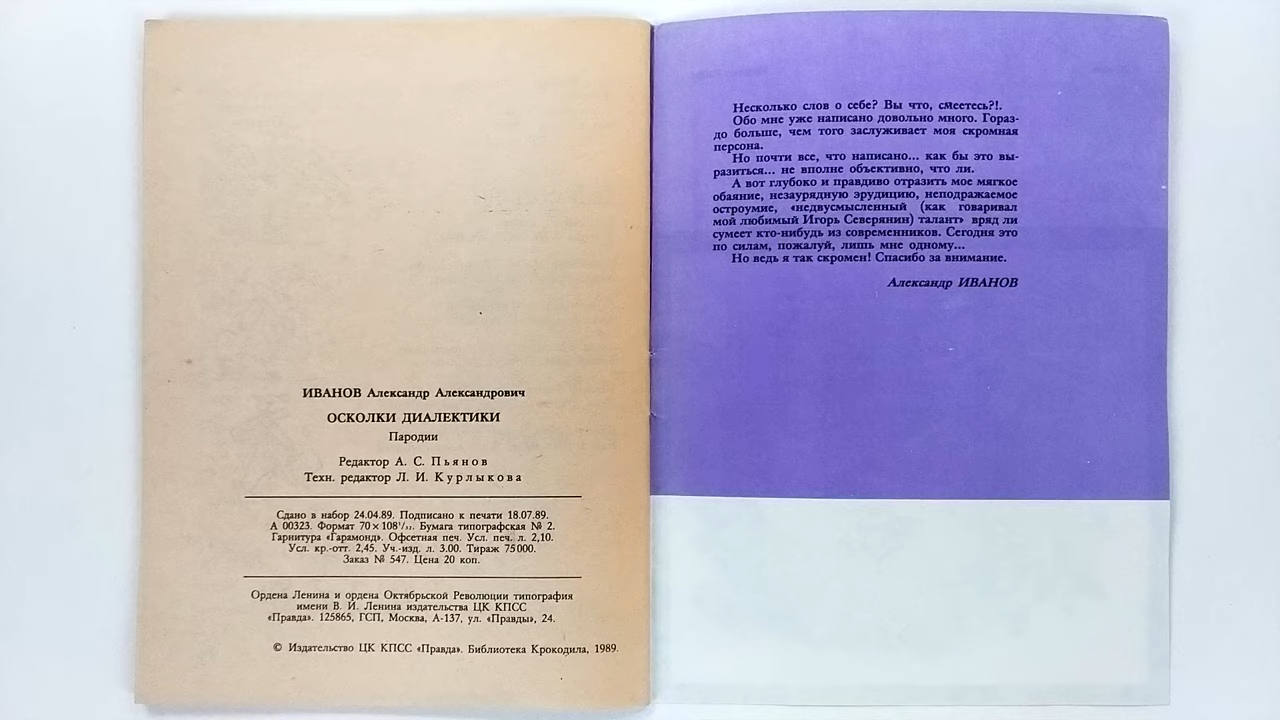 ИВАНОВ Александр Александрович
ОСКОЛКИ ДИАЛЕКТИКИ
Пародии
Редактор А. С. Пьянов
Техн. редактор Л. И. Курлыкова
Сдано в набор 24.04.89. Подписано к печати 18.07.89.
А 00323. Формат 70×108¹/₃₂. Бумага типографская № 2.
Гарнитура «Гарамонд». Офсетная печ. Усл. печ. л. 2,10.
Усл. кр.-отт. 2,45. Уч.-изд. л. 3.00. Тираж 75000.
Заказ № 547. Цена 20 коп.
Ордена Ленина и ордена Октябрьской Революции типография
имени В. И. Ленина издательства ЦК КПСС
«Правда». 125865, ГСП, Москва, А-137, ул. «Правды», 24.
© Издательство ЦК КПСС «Правда». Библиотека Крокодила, 1989.
Несколько слов о себе? Вы что, смеетесь?!.
Обо мне уже написано довольно много. Гораз-
до больше, чем того заслуживает моя скромная
персона.
Но почти все, что написано... как бы это вы-
разиться... не вполне объективно, что ли.
А вот глубоко и правдиво отразить мое мягкое
обаяние, незаурядную эрудицию, неподражаемое
остроумие, «недвусмысленный (как говаривал
мой любимый Игорь Северянин) талант» вряд ли
сумеет кто-нибудь из современников. Сегодня это
по силам, пожалуй, лишь мне одному...
Но ведь я так скромен! Спасибо за внимание.
Александр ИВАНОВ